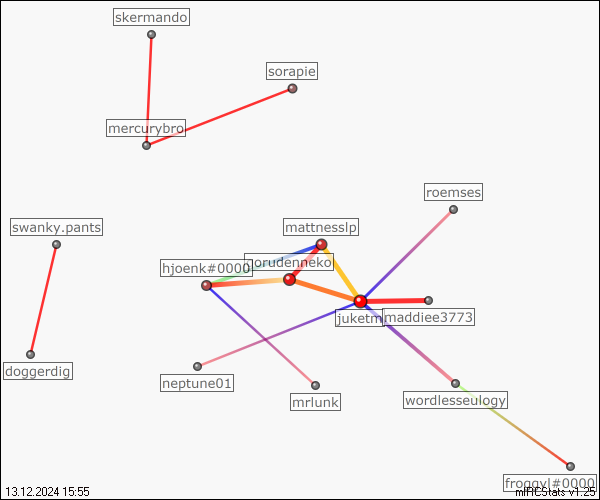 skermando
sorapie
mercurybro
roemses
swanky.pants
mattnesslp
hjoenk#0000
juketm
maddiee3773
doggerdig
neptune01
mrlunk
wordlesseulogy
froggyl#0000
13.12.2024 15:55
mIRCStats v1.25